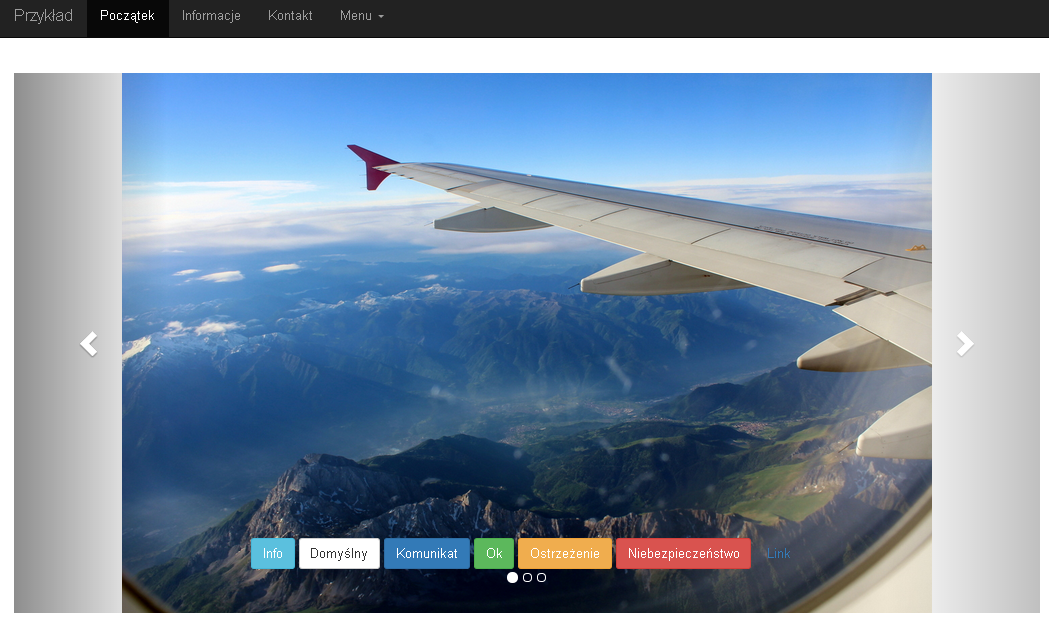 Przykład Początek Informacje Kontakt Menu
Info Domyślny Komunikat Ok Ostrzeżenie Niebezpieczeństwo Link